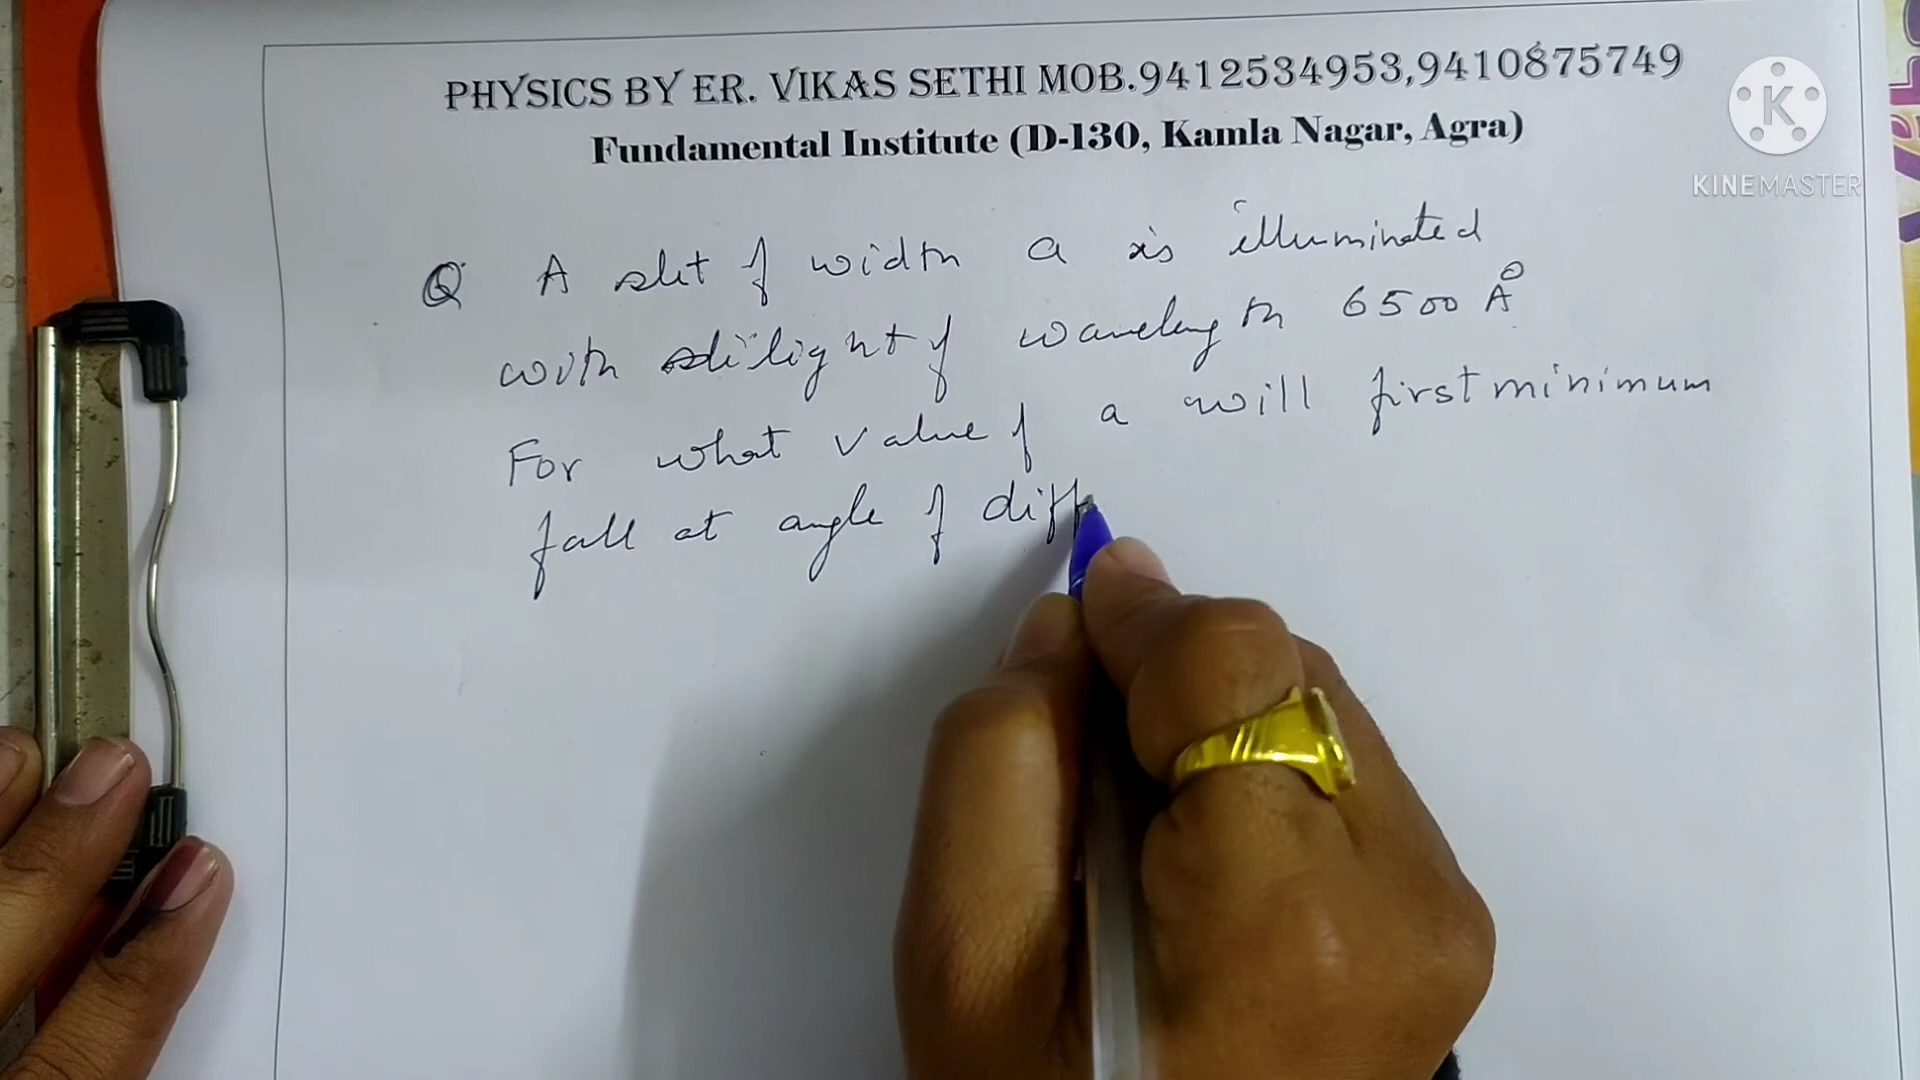 PHYSICS BY ER. VIKAS SETHI MOB.9412534953,9410875749
Fundamental Institute (D-130, Kamla Nagar, Agra)
KINEMASTER
Q A slit of width a is illuminated
with light of wavelength 6500 Å
For what value of a will first minimum
fall at angle of diff